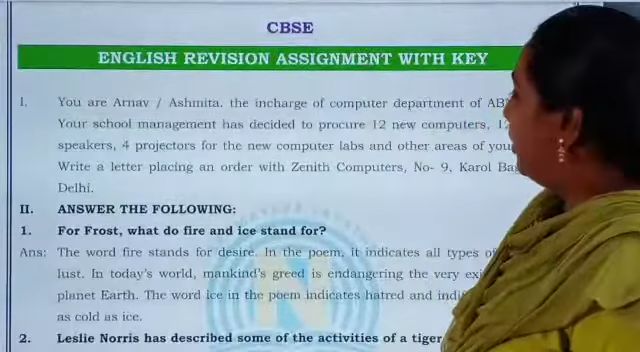 CBSE
ENGLISH REVISION ASSIGNMENT WITH KEY
I. You are Arnav / Ashmita. the incharge of computer department of
Your school management has decided to procure 12 new computers,
speakers, 4 projectors for the new computer labs and other areas of
Write a letter placing an order with Zenith Computers, No- 9, Karol
Delhi.
II. ANSWER THE FOLLOWING:
1. For Frost, what do fire and ice stand for?
Ans: The word fire stands for desire. In the poem, it indicates all types
lust. In today's world, mankind's greed is endangering the very
planet Earth. The word ice in the poem indicates hatred and
as cold as ice.
2. Leslie Norris has described some of the activities of a tiger